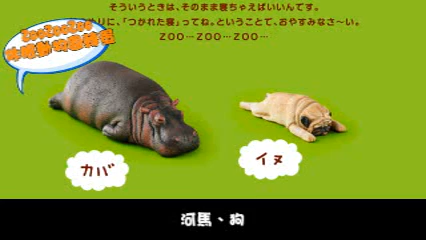 そういうときは、そのまま寝ちゃえばいいんです。
「つかれた寝」ってね。ということで、おやすみなさ〜い。
ZOO…ZOO…ZOO…
ZooZooZoo
カバ
イヌ
河馬、狗